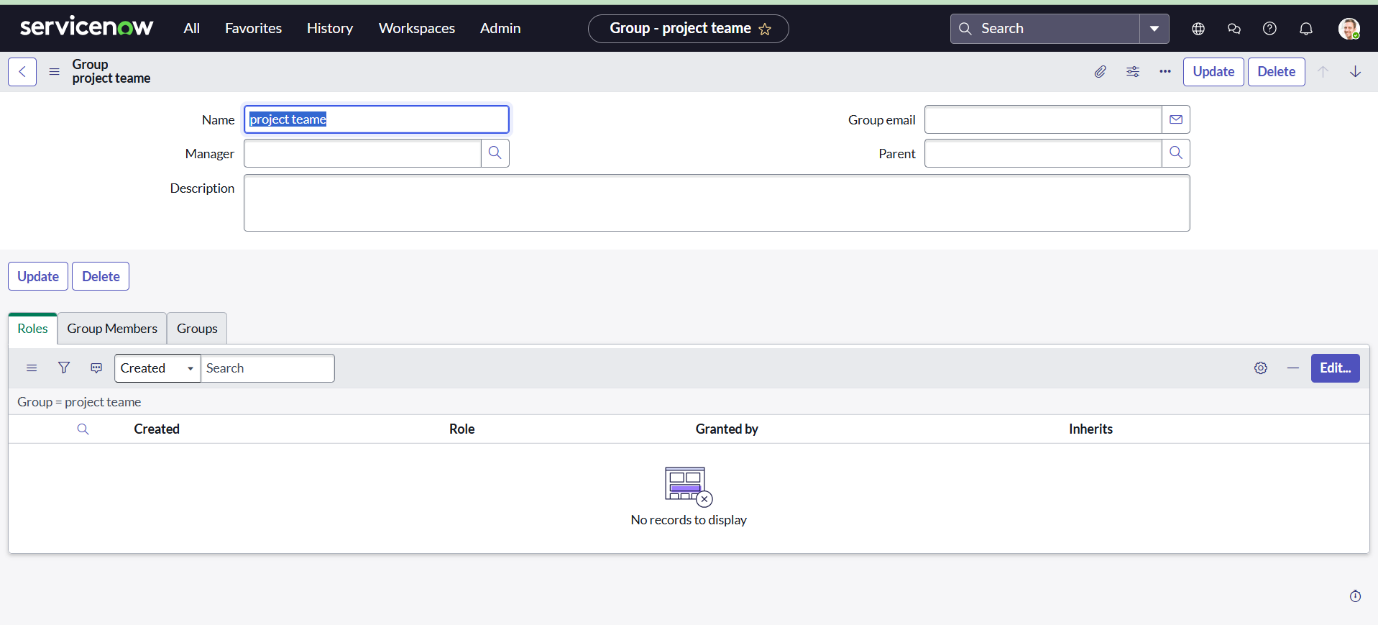 servicenow All Favorites History Workspaces Admin Group - project teame Search
Group
project teame
Update Delete
Name project teame Group email
Manager Parent
Description
Update Delete
Roles Group Members Groups
Created Search Edit...
Group = project teame
Created Role Granted by Inherits
No records to display